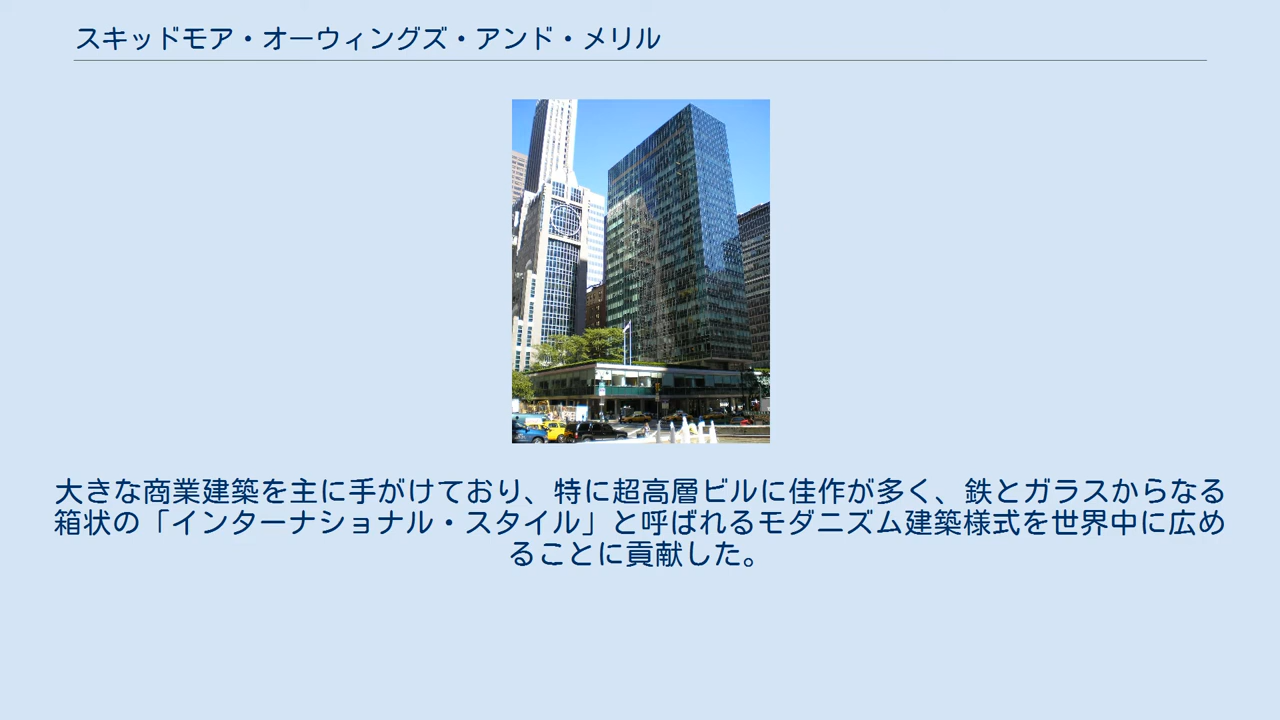 スキッドモア・オーウィングズ・アンド・メリル
大きな商業建築を主に手がけており、特に超高層ビルに佳作が多く、鉄とガラスからなる
箱状の「インターナショナル・スタイル」と呼ばれるモダニズム建築様式を世界中に広め
ることに貢献した。